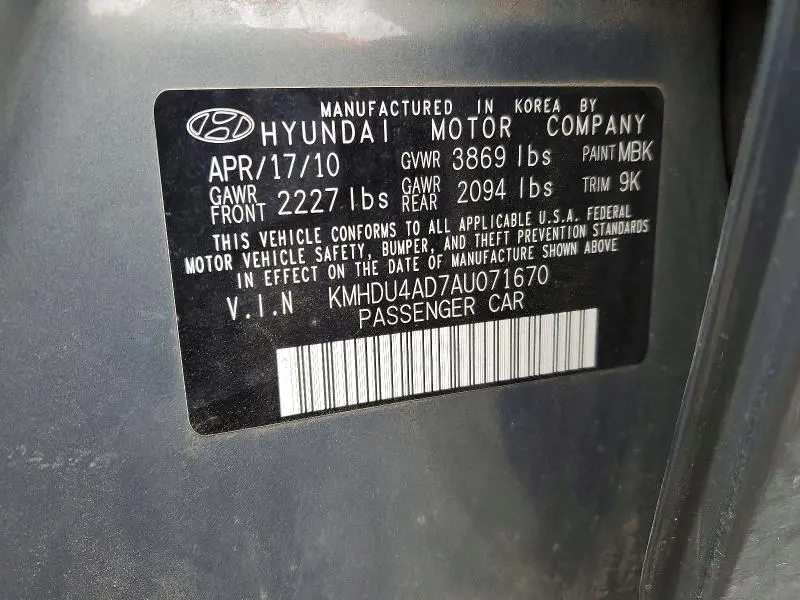 MANUFACTURED IN KOREA BY
HYUNDAI MOTOR COMPANY
APR/17/10 GVWR 3869 lbs PAINT MBK
GAWR FRONT 2227 lbs GAWR REAR 2094 lbs TRIM 9K
THIS VEHICLE CONFORMS TO ALL APPLICABLE U.S.A. FEDERAL
MOTOR VEHICLE SAFETY, BUMPER, AND THEFT PREVENTION STANDARDS
IN EFFECT ON THE DATE OF MANUFACTURE SHOWN ABOVE
V.I.N KMHDU4AD7AU071670
PASSENGER CAR